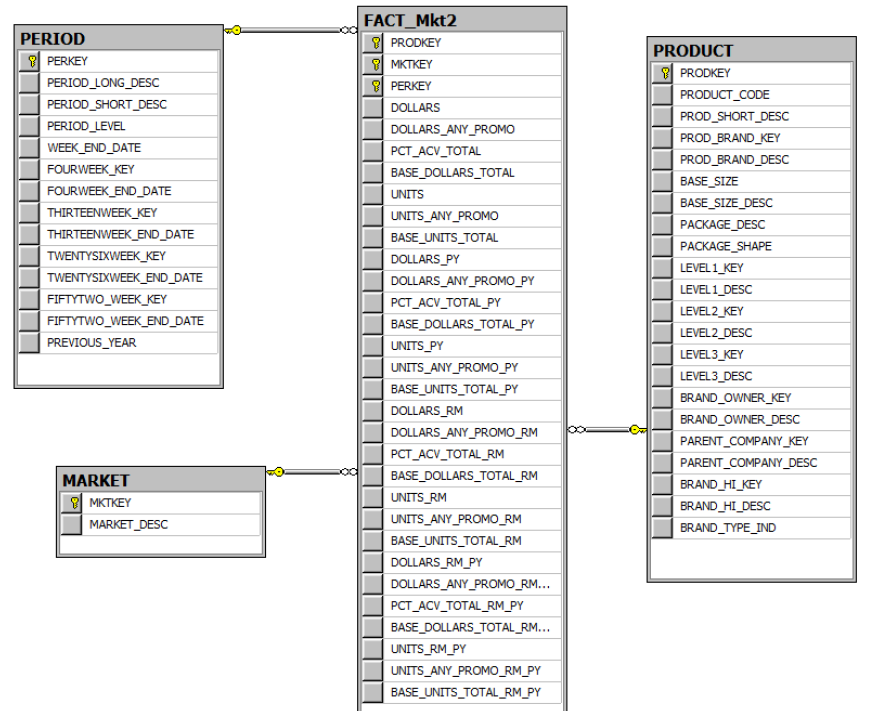 PERIOD
PERKEY
PERIOD_LONG_DESC
PERIOD_SHORT_DESC
PERIOD_LEVEL
WEEK_END_DATE
FOURWEEK_KEY
FOURWEEK_END_DATE
THIRTEENWEEK_KEY
THIRTEENWEEK_END_DATE
TWENTYSIXWEEK_KEY
TWENTYSIXWEEK_END_DATE
FIFTYTWO_WEEK_KEY
FIFTYTWO_WEEK_END_DATE
PREVIOUS_YEAR
MARKET
MKTKEY
MARKET_DESC
FACT_Mkt2
PRODKEY
MKTKEY
PERKEY
DOLLARS
DOLLARS_ANY_PROMO
PCT_ACV_TOTAL
BASE_DOLLARS_TOTAL
UNITS
UNITS_ANY_PROMO
BASE_UNITS_TOTAL
DOLLARS_PY
DOLLARS_ANY_PROMO_PY
PCT_ACV_TOTAL_PY
BASE_DOLLARS_TOTAL_PY
UNITS_PY
UNITS_ANY_PROMO_PY
BASE_UNITS_TOTAL_PY
DOLLARS_RM
DOLLARS_ANY_PROMO_RM
PCT_ACV_TOTAL_RM
BASE_DOLLARS_TOTAL_RM
UNITS_RM
UNITS_ANY_PROMO_RM
BASE_UNITS_TOTAL_RM
DOLLARS_RM_PY
DOLLARS_ANY_PROMO_RM...
PCT_ACV_TOTAL_RM_PY
BASE_DOLLARS_TOTAL_RM...
UNITS_RM_PY
UNITS_ANY_PROMO_RM_PY
BASE_UNITS_TOTAL_RM_PY
PRODUCT
PRODKEY
PRODUCT_CODE
PROD_SHORT_DESC
PROD_BRAND_KEY
PROD_BRAND_DESC
BASE_SIZE
BASE_SIZE_DESC
PACKAGE_DESC
PACKAGE_SHAPE
LEVEL1_KEY
LEVEL1_DESC
LEVEL2_KEY
LEVEL2_DESC
LEVEL3_KEY
LEVEL3_DESC
BRAND_OWNER_KEY
BRAND_OWNER_DESC
PARENT_COMPANY_KEY
PARENT_COMPANY_DESC
BRAND_HI_KEY
BRAND_HI_DESC
BRAND_TYPE_IND